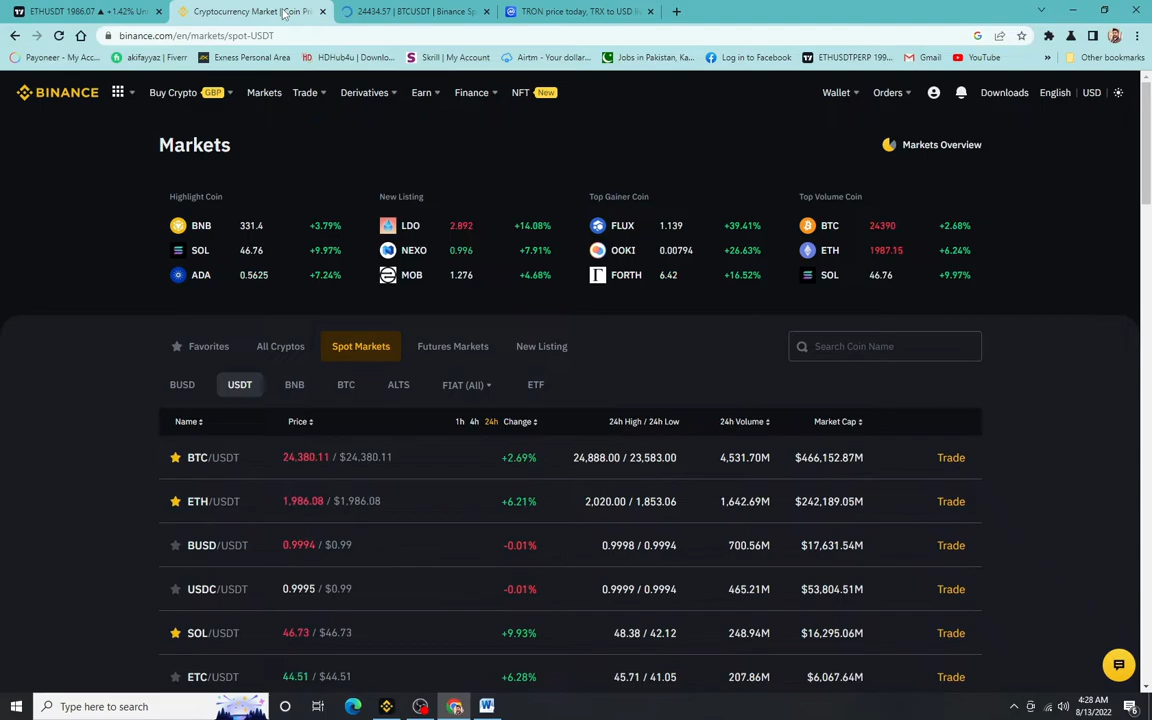 ETHUSDT 1986.07 ▲ +1.42% Un
Cryptocurrency Market | Coin Pri
24434.57 | BTCUSDT | Binance Sp
TRON price today, TRX to USD li
binance.com/en/markets/spot-USDT
Payoneer - My Acc...
akifayyaz | Fiverr
Exness Personal Area
HDHub4u | Downlo...
Skrill | My Account
Airtm - Your dollar...
Jobs in Pakistan, Ka...
Log in to Facebook
ETHUSDTPERP 199...
Gmail
YouTube
»
Other bookmarks
BINANCE
Buy Crypto GBP
Markets
Trade
Derivatives
Earn
Finance
NFT New
Wallet
Orders
Downloads
English | USD
Markets
Markets Overview
Highlight Coin
New Listing
Top Gainer Coin
Top Volume Coin
BNB 331.4 +3.79%
LDO 2.892 +14.08%
FLUX 1.139 +39.41%
BTC 24390 +2.68%
SOL 46.76 +9.97%
NEXO 0.996 +7.91%
OOKI 0.00794 +26.63%
ETH 1987.15 +6.24%
ADA 0.5625 +7.24%
MOB 1.276 +4.68%
FORTH 6.42 +16.52%
SOL 46.76 +9.97%
Favorites
All Cryptos
Spot Markets
Futures Markets
New Listing
Search Coin Name
BUSD
USDT
BNB
BTC
ALTS
FIAT (All)
ETF
Name Price 1h 4h 24h Change 24h High / 24h Low 24h Volume Market Cap
BTC/USDT 24,380.11 / $24,380.11 +2.69% 24,888.00 / 23,583.00 4,531.70M $466,152.87M Trade
ETH/USDT 1,986.08 / $1,986.08 +6.21% 2,020.00 / 1,853.06 1,642.69M $242,189.05M Trade
BUSD/USDT 0.9994 / $0.99 -0.01% 0.9998 / 0.9994 700.56M $17,631.54M Trade
USDC/USDT 0.9995 / $0.99 -0.01% 0.9999 / 0.9994 465.21M $53,804.51M Trade
SOL/USDT 46.73 / $46.73 +9.93% 48.38 / 42.12 248.94M $16,295.06M Trade
ETC/USDT 44.51 / $44.51 +6.28% 45.71 / 41.05 207.86M $6,067.64M Trade
Type here to search
4:28 AM
8/13/2022
6